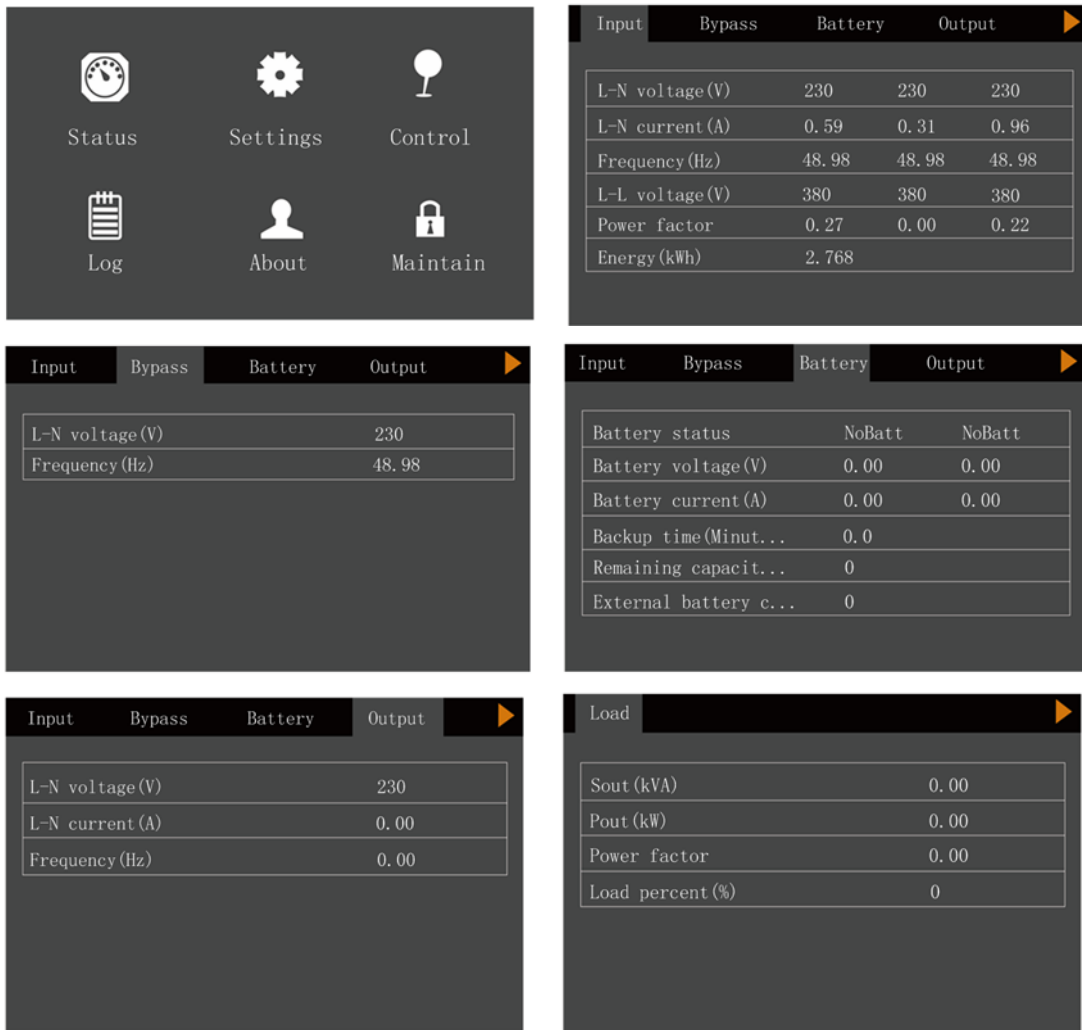 Status Settings Control
Log About Maintain
Input Bypass Battery Output
L-N voltage(V) 230 230 230
L-N current(A) 0.59 0.31 0.96
Frequency(Hz) 48.98 48.98 48.98
L-L voltage(V) 380 380 380
Power factor 0.27 0.00 0.22
Energy(kWh) 2.768
Input Bypass Battery Output
L-N voltage(V) 230
Frequency(Hz) 48.98
Input Bypass Battery Output
Battery status NoBatt NoBatt
Battery voltage(V) 0.00 0.00
Battery current(A) 0.00 0.00
Backup time(Minut... 0.0
Remaining capacit... 0
External battery c... 0
Input Bypass Battery Output
L-N voltage(V) 230
L-N current(A) 0.00
Frequency(Hz) 0.00
Load
Sout(kVA) 0.00
Pout(kW) 0.00
Power factor 0.00
Load percent(%) 0